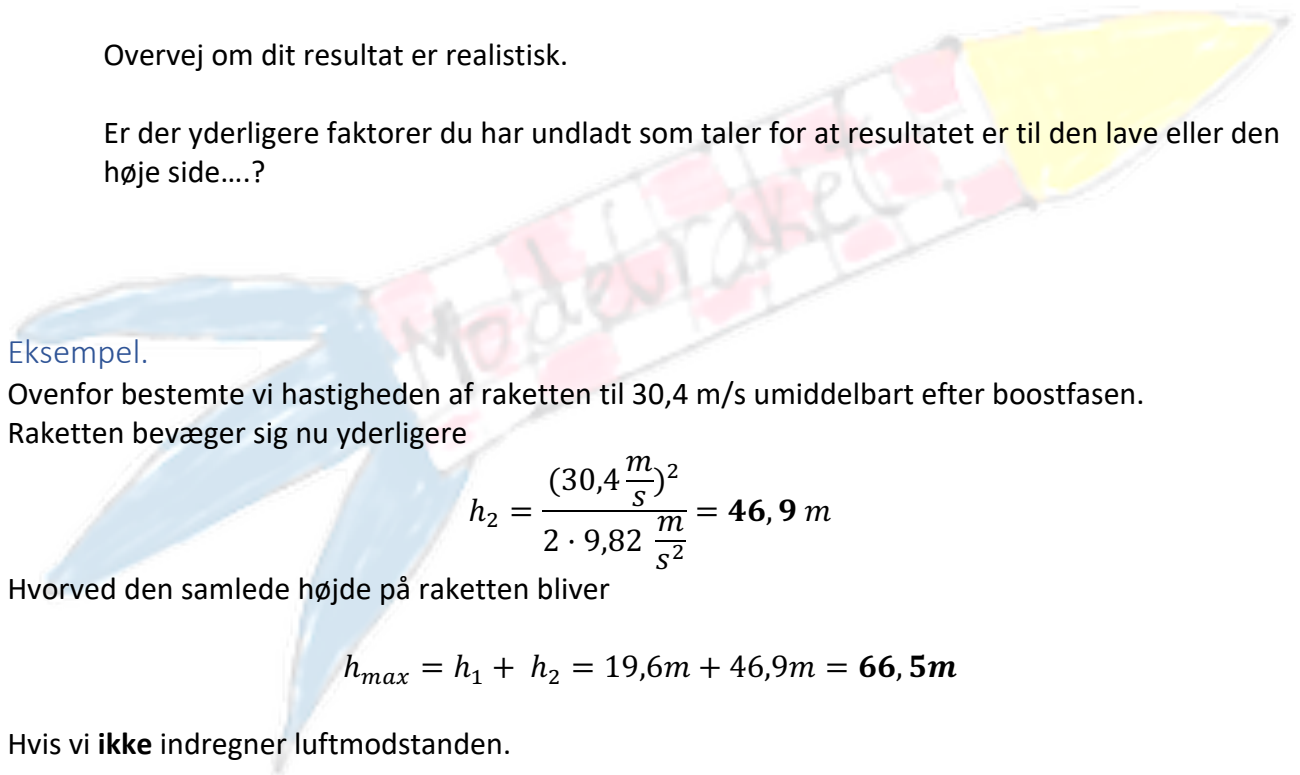 Overvej om dit resultat er realistisk.
Er der yderligere faktorer du har undladt som taler for at resultatet er til den lave eller den
høje side….?
Modelraket
Eksempel.
Ovenfor bestemte vi hastigheden af raketten til 30,4 m/s umiddelbart efter boostfasen.
Raketten bevæger sig nu yderligere
h₂ = (30,4 m/s)² / (2 · 9,82 m/s²) = 46,9 m
Hvorved den samlede højde på raketten bliver
hₘₐₓ = h₁ + h₂ = 19,6m + 46,9m = 66,5m
Hvis vi ikke indregner luftmodstanden.